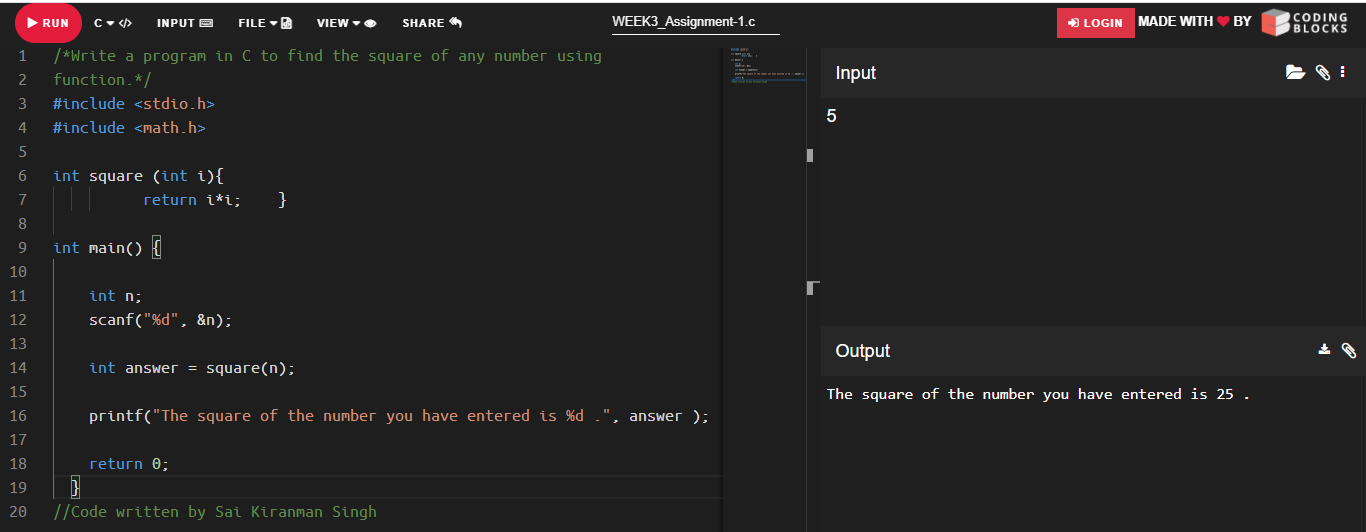 RUN C </> INPUT FILE VIEW SHARE WEEK3_Assignment-1.c LOGIN MADE WITH BY CODING BLOCKS
1 /*Write a program in C to find the square of any number using
2 function.*/
3 #include <stdio.h>
4 #include <math.h>
5
6 int square (int i){
7 return i*i; }
8
9 int main() {
10
11 int n;
12 scanf("%d", &n);
13
14 int answer = square(n);
15
16 printf("The square of the number you have entered is %d .", answer );
17
18 return 0;
19 }
20 //Code written by Sai Kiranman Singh
Input
5
Output
The square of the number you have entered is 25 .